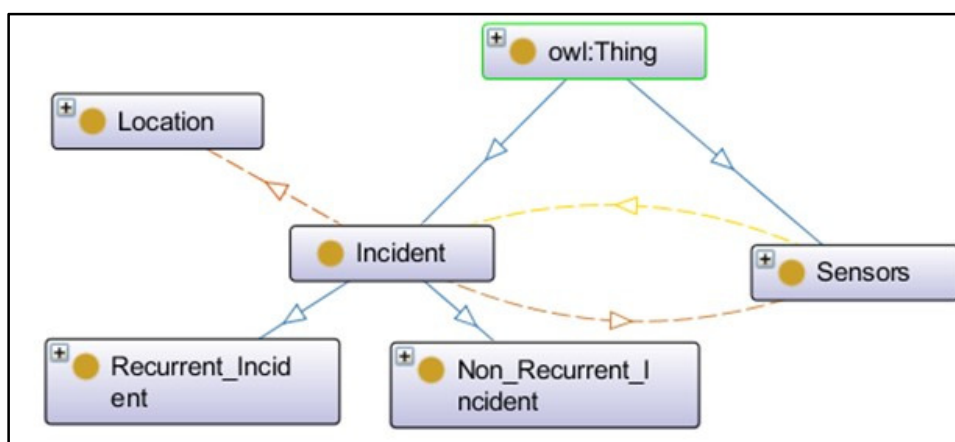 owl:Thing
Location
Incident
Sensors
Recurrent_Incid
ent
Non_Recurrent_I
ncident